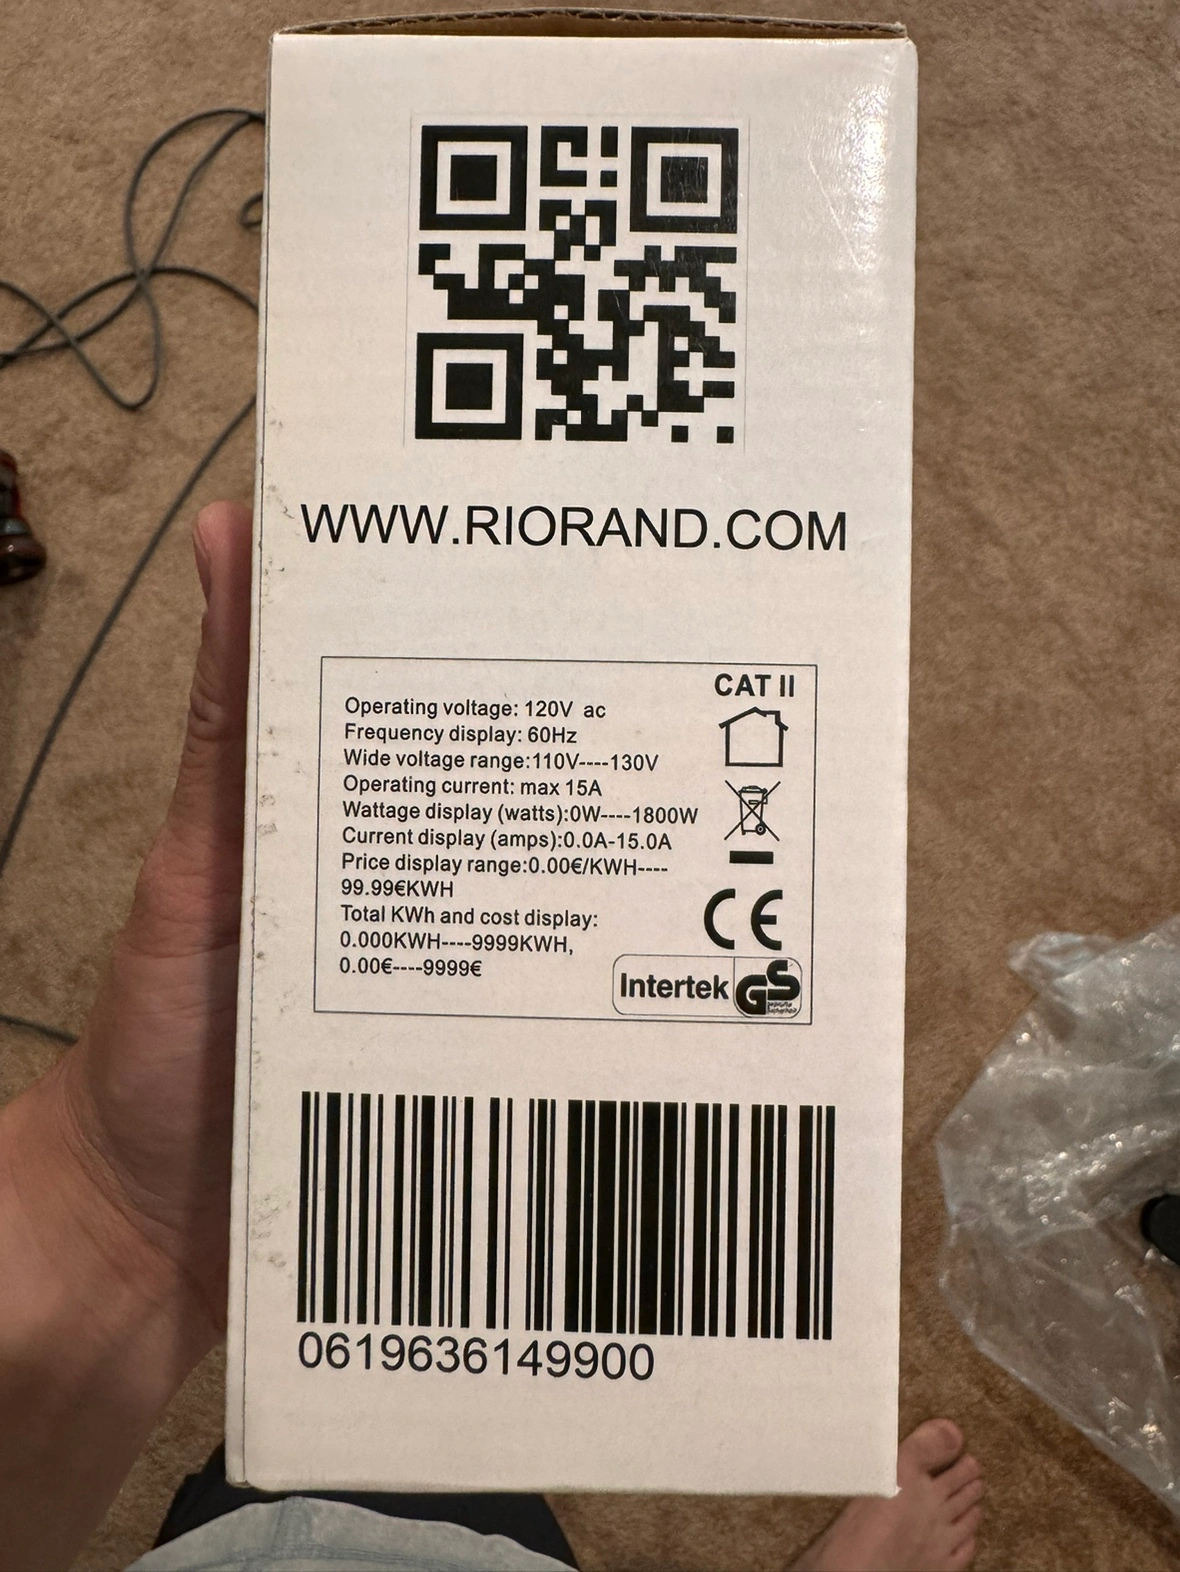 WWW.RIORAND.COM
CAT II
Operating voltage: 120V ac
Frequency display: 60Hz
Wide voltage range:110V----130V
Operating current: max 15A
Wattage display (watts):0W----1800W
Current display (amps):0.0A-15.0A
Price display range:0.00€/KWH----
99.99€KWH
Total KWh and cost display:
0.000KWH----9999KWH,
0.00€----9999€
CE
Intertek GS
0619636149900